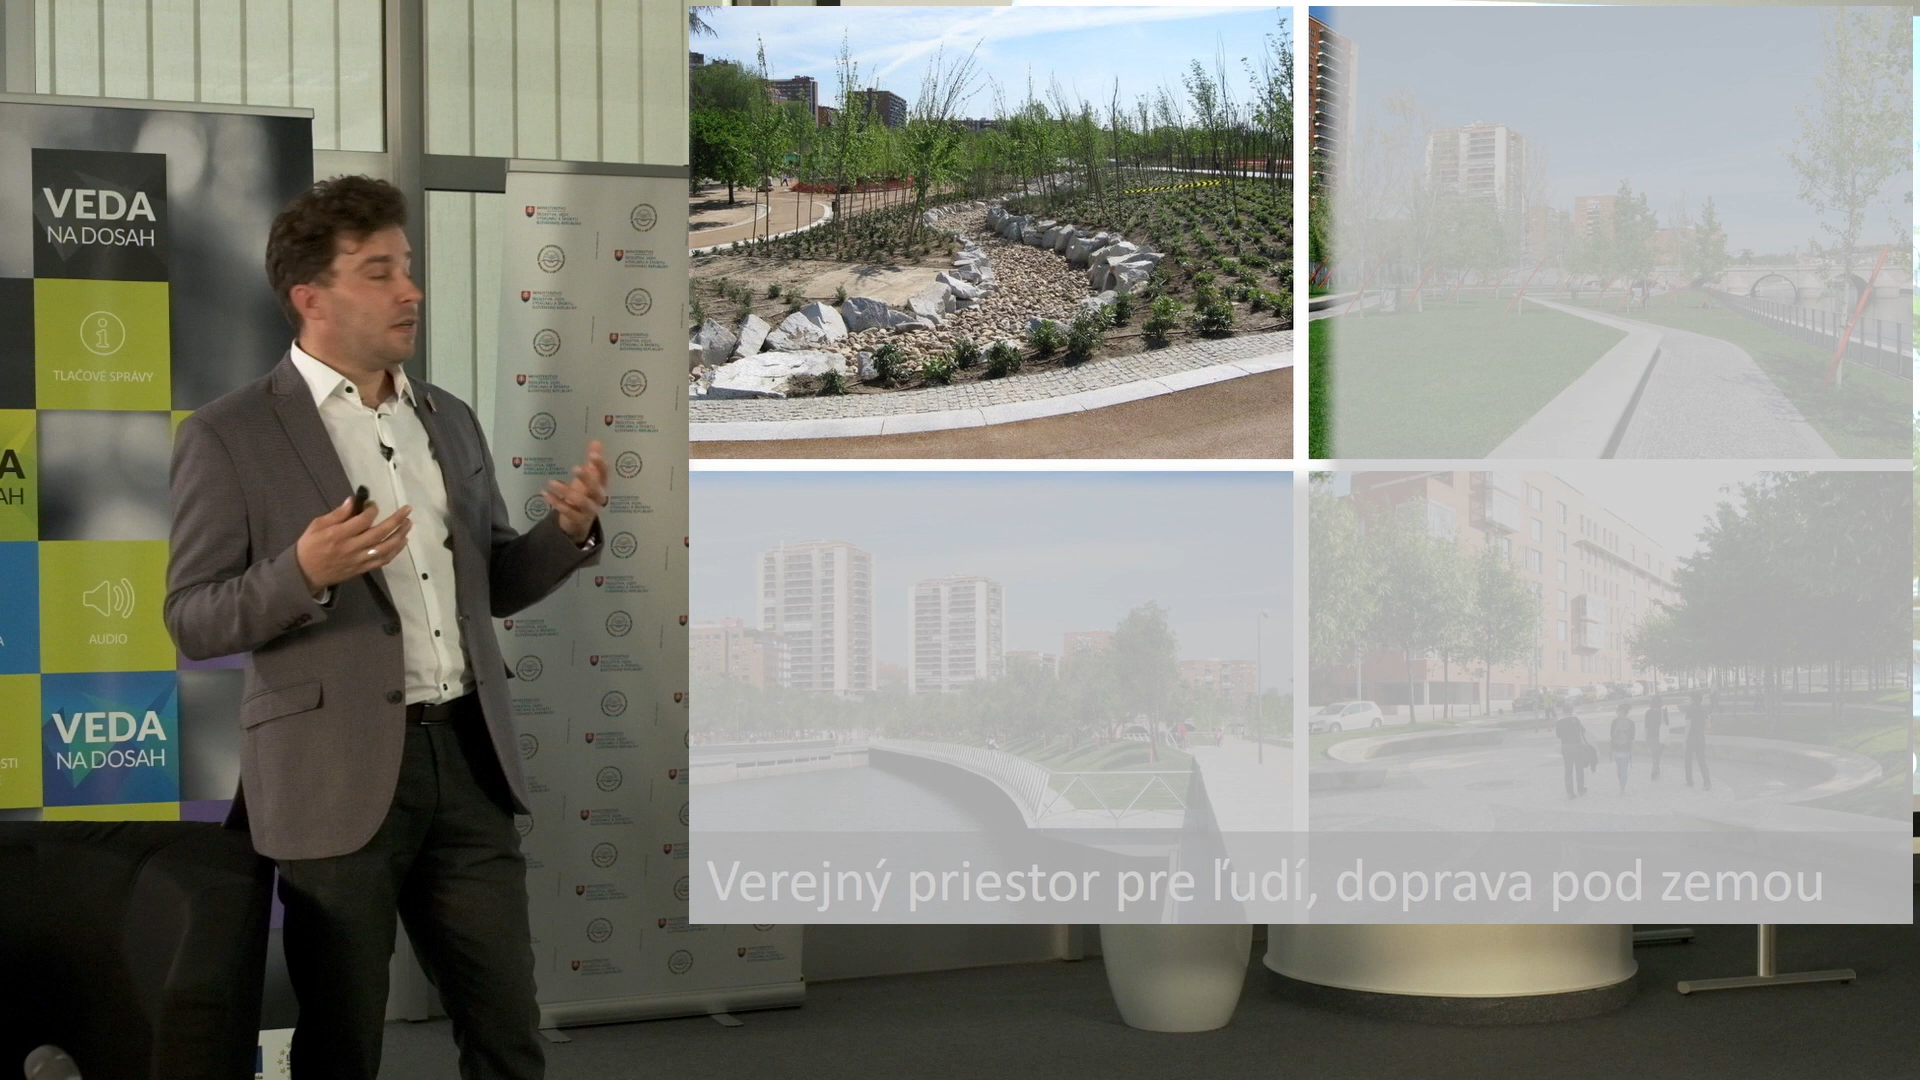 VEDA
NA DOSAH
TLAČOVÉ SPRÁVY
A
AH
AUDIO
A
VEDA
NA DOSAH
STI
Verejný priestor pre ľudí, doprava pod zemou